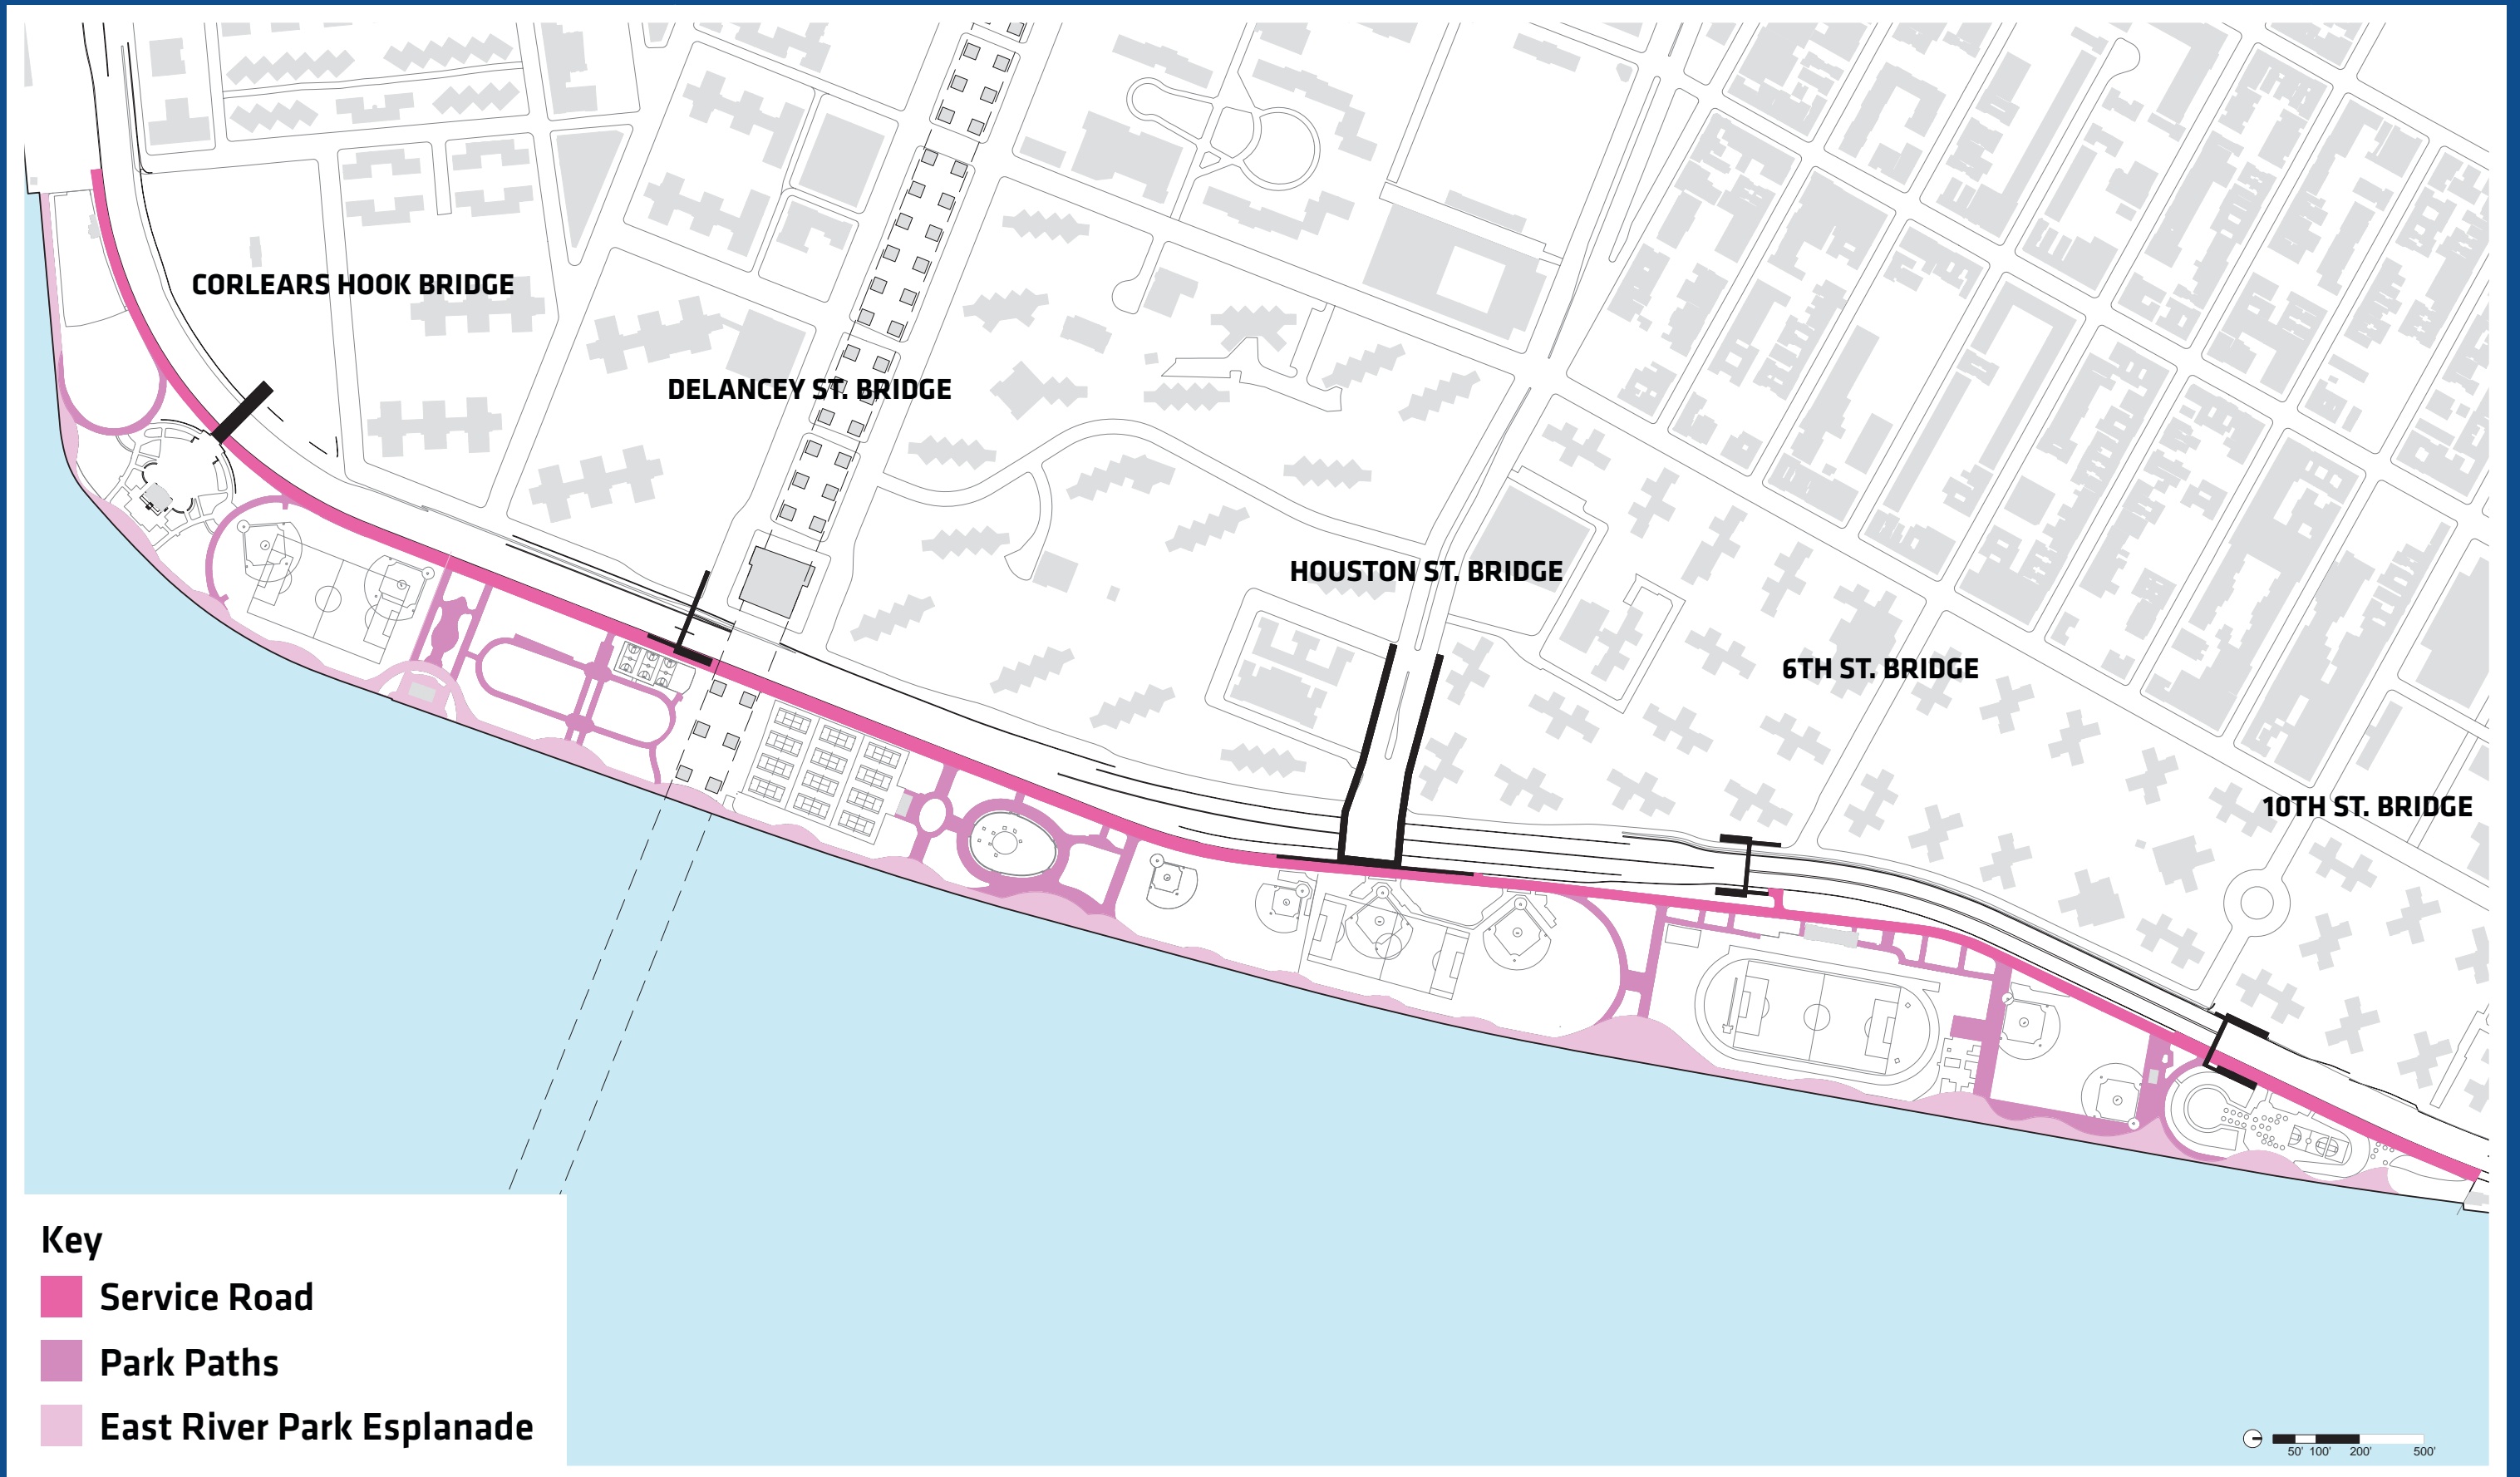 CORLEARS HOOK BRIDGE
DELANCEY ST. BRIDGE
HOUSTON ST. BRIDGE
6TH ST. BRIDGE
10TH ST. BRIDGE
Key
Service Road
Park Paths
East River Park Esplanade
50' 100' 200' 500'